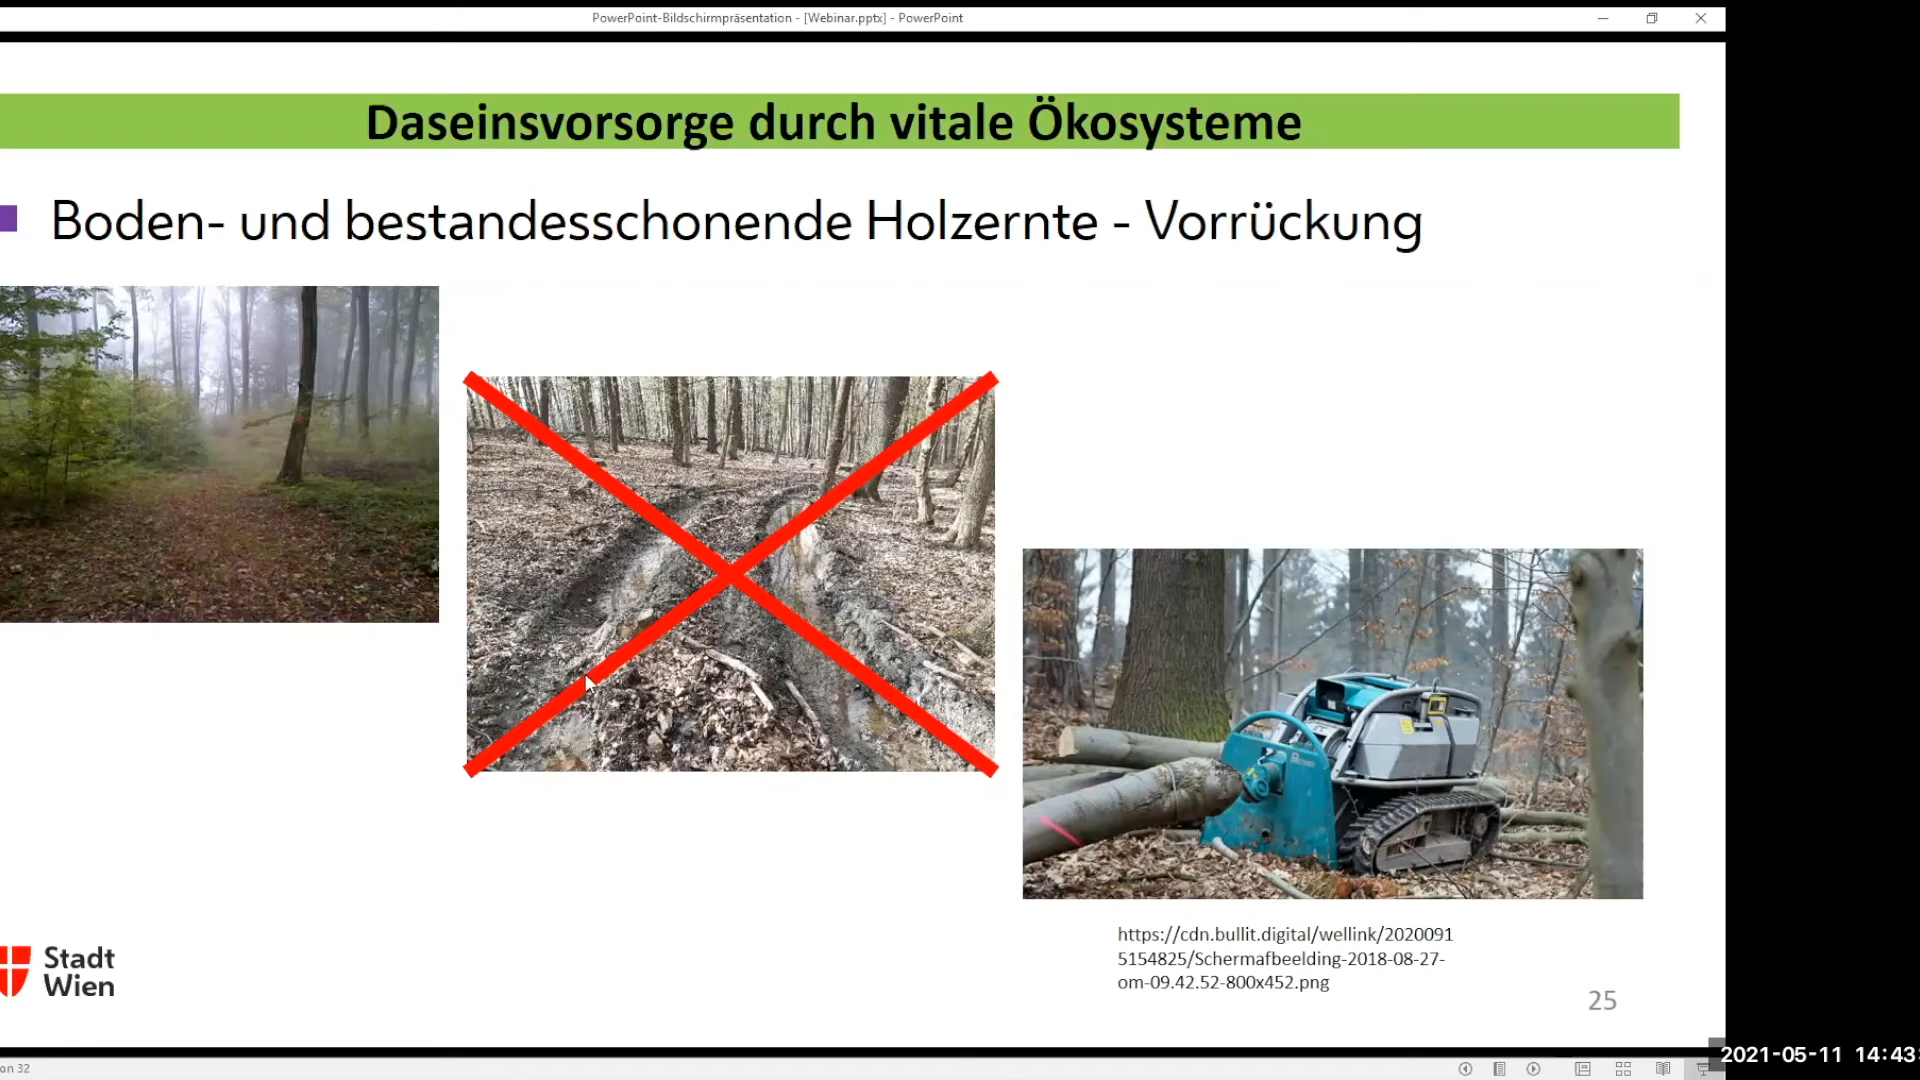 PowerPoint-Bildschirmpräsentation - [Webinar.pptx] - PowerPoint
Daseinsvorsorge durch vitale Ökosysteme
Boden- und bestandesschonende Holzernte - Vorrückung
https://cdn.bullit.digital/wellink/2020091
5154825/Schermafbeelding-2018-08-27-
om-09.42.52-800x452.png
Stadt
Wien
25
on 32
2021-05-11 14:43: